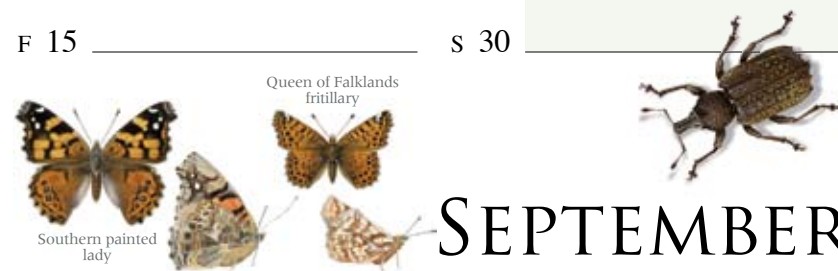 F 15
S 30
Queen of Falklands
fritillary
Southern painted
lady
SEPTEMBER